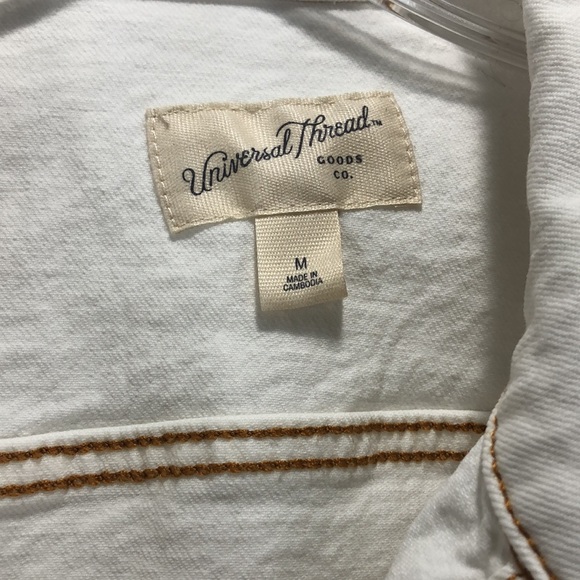 Universal Thread™
GOODS
CO.
M
MADE IN
CAMBODIA